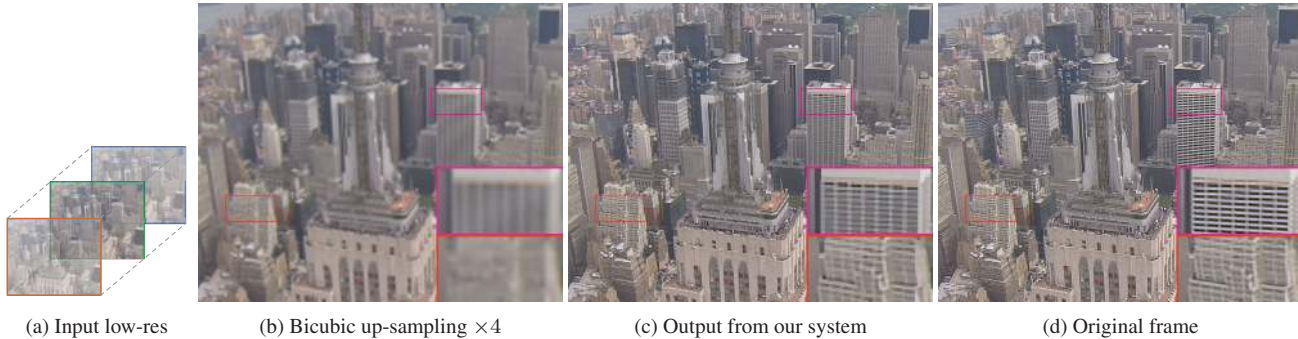 (a) Input low-res
(b) Bicubic up-sampling ×4
(c) Output from our system
(d) Original frame